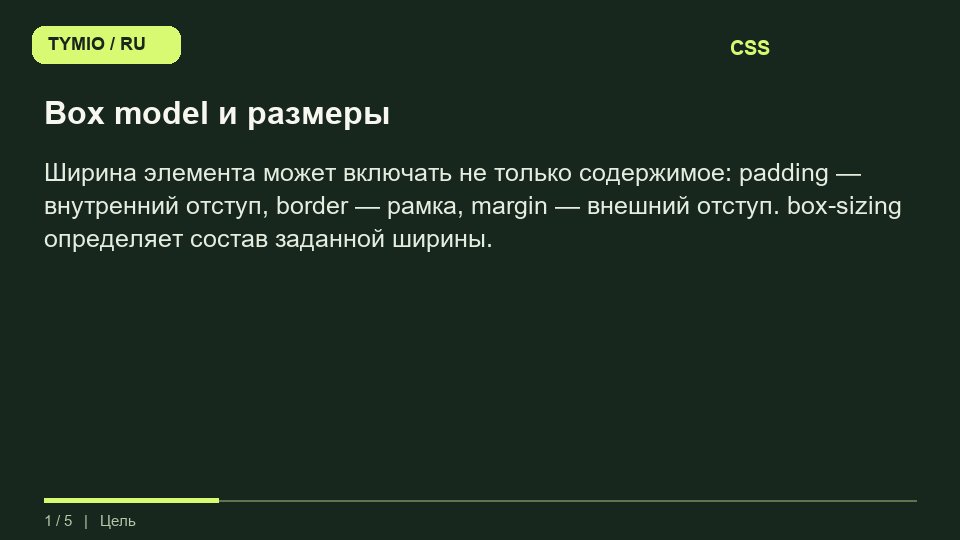 TYMIO / RU
CSS
Box model и размеры
Ширина элемента может включать не только содержимое: padding —
внутренний отступ, border — рамка, margin — внешний отступ. box-sizing
определяет состав заданной ширины.
1 / 5 | Цель